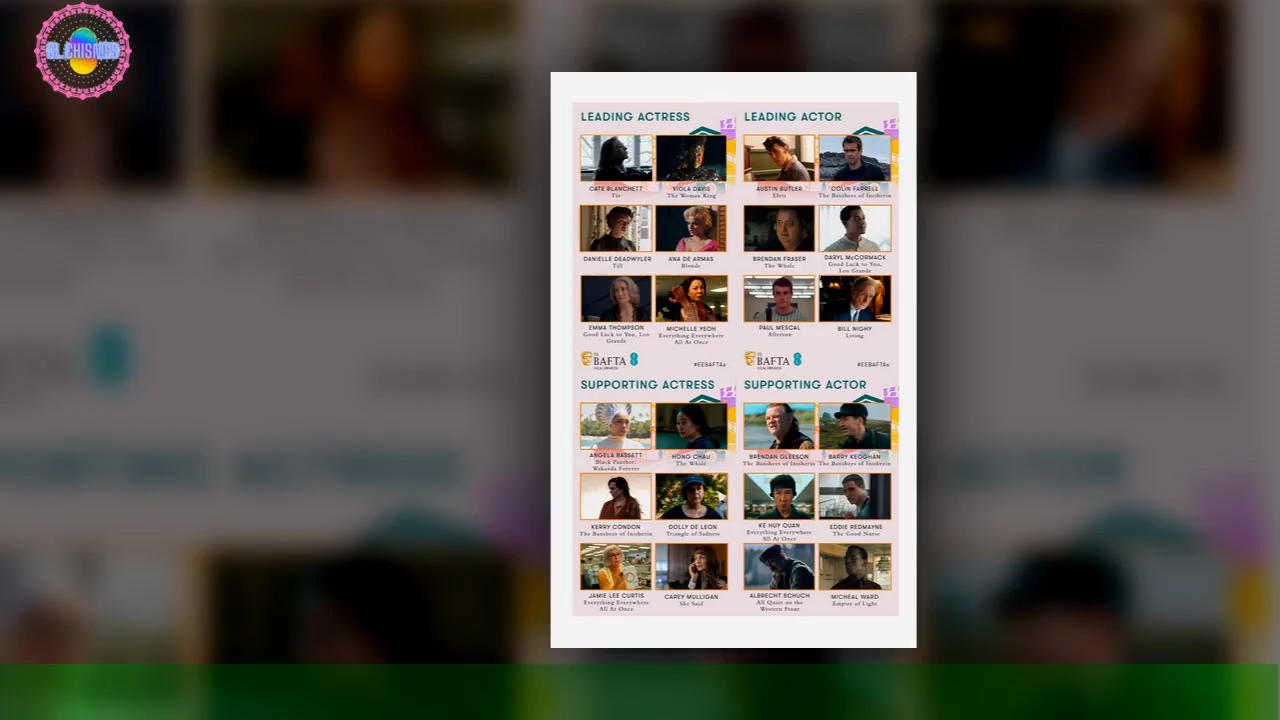 EL CHISMES
LEADING ACTRESS
CATE BLANCHETT
Tár
VIOLA DAVIS
The Woman King
DANIELLE DEADWYLER
Till
ANA DE ARMAS
Blonde
EMMA THOMPSON
Good Luck to You, Leo
Grande
MICHELLE YEOH
Everything Everywhere
All At Once
BAFTA
#EEBAFTAs
LEADING ACTOR
AUSTIN BUTLER
Elvis
COLIN FARRELL
The Banshees of Inisherin
BRENDAN FRASER
The Whale
DARYL McCORMACK
Good Luck to You,
Leo Grande
PAUL MESCAL
Aftersun
BILL NIGHY
Living
BAFTA
#EEBAFTAs
SUPPORTING ACTRESS
ANGELA BASSETT
Black Panther:
Wakanda Forever
HONG CHAU
The Whale
KERRY CONDON
The Banshees of Inisherin
DOLLY DE LEON
Triangle of Sadness
JAMIE LEE CURTIS
Everything Everywhere
All At Once
CAREY MULLIGAN
She Said
SUPPORTING ACTOR
BRENDAN GLEESON
The Banshees of Inisherin
BARRY KEOGHAN
The Banshees of Inisherin
KE HUY QUAN
Everything Everywhere
All At Once
EDDIE REDMAYNE
The Good Nurse
ALBRECHT SCHUCH
All Quiet on the
Western Front
MICHEAL WARD
Empire of Light